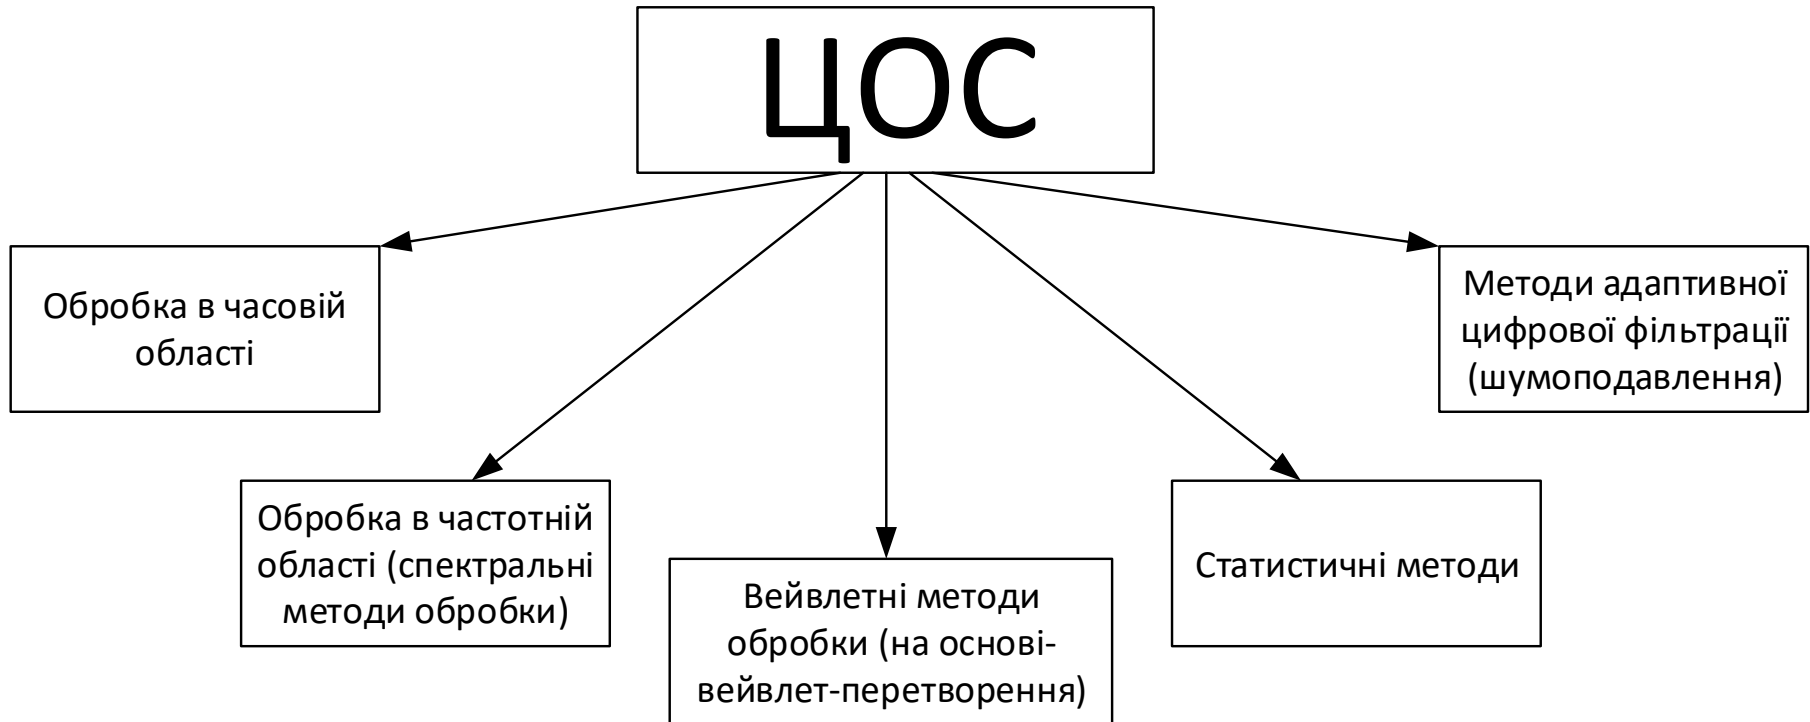 ЦОС
Обробка в часовій
області
Обробка в частотній
області (спектральні
методи обробки)
Вейвлетні методи
обробки (на основі-
вейвлет-перетворення)
Статистичні методи
Методи адаптивної
цифрової фільтрації
(шумоподавлення)